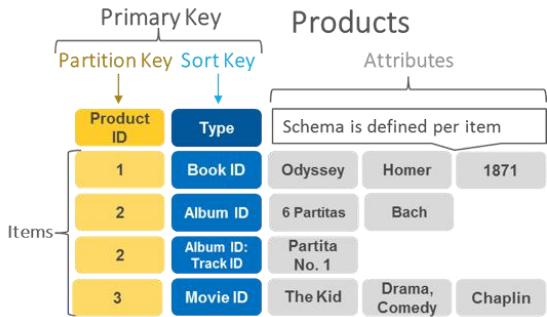 Primary Key
Products
Partition Key
Sort Key
Attributes
Product
ID
Type
Schema is defined per item
1
Book ID
Odyssey
Homer
1871
Items
2
Album ID
6 Partitas
Bach
2
Album ID:
Track ID
Partita
No. 1
3
Movie ID
The Kid
Drama,
Comedy
Chaplin